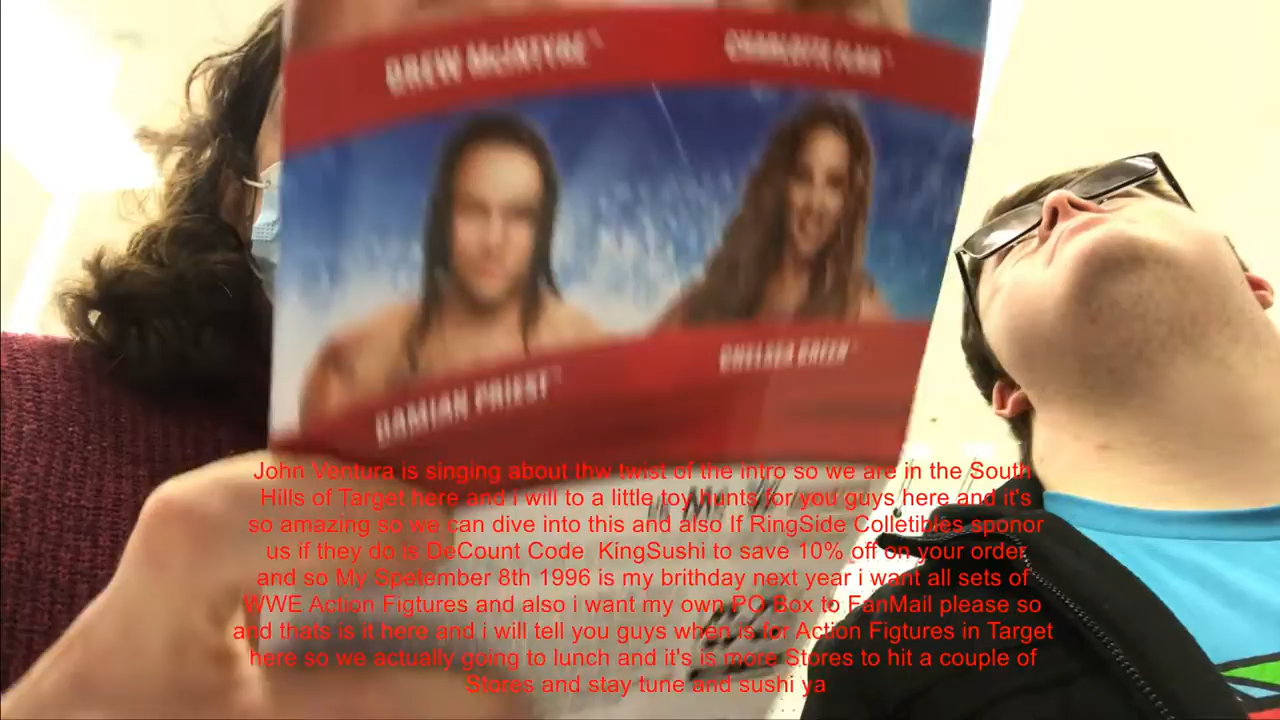 DREW McINTYRE™
CHARLOTTE FLAIR™
DAMIAN PRIEST™
CHELSEA GREEN™
John Ventura is singing about thw twist of the intro so we are in the South
Hills of Target here and i will to a little toy hunts for you guys here and it's
so amazing so we can dive into this and also If RingSide Colletibles sponor
us if they do is DeCount Code  KingSushi to save 10% off on your order
and so My Spetember 8th 1996 is my brithday next year i want all sets of
WWE Action Figtures and also i want my own PO Box to FanMail please so
and thats is it here and i will tell you guys when is for Action Figtures in Target
here so we actually going to lunch and it's is more Stores to hit a couple of
Stores and stay tune and sushi ya